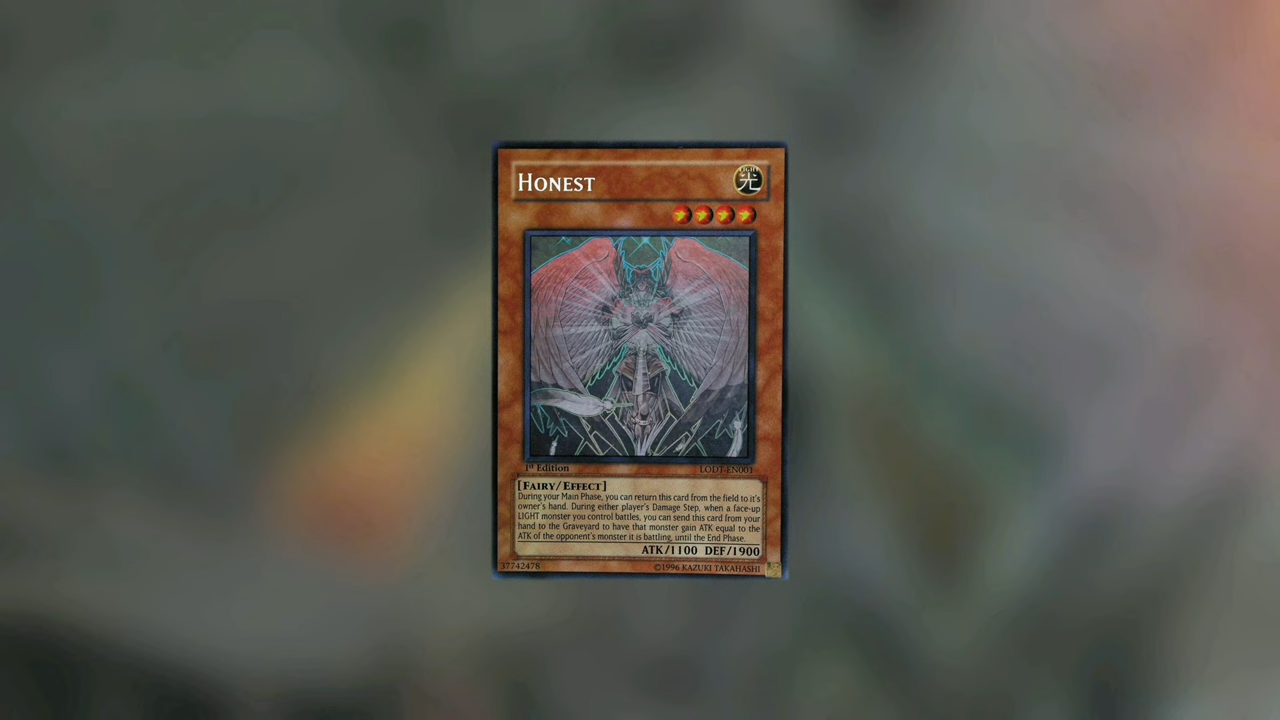 HONEST
LIGHT
光
1st Edition
LODT-EN001
[FAIRY/EFFECT]
During your Main Phase, you can return this card from the field to it's
owner's hand. During either player's Damage Step, when a face-up
LIGHT monster you control battles, you can send this card from your
hand to the Graveyard to have that monster gain ATK equal to the
ATK of the opponent's monster it is battling, until the End Phase.
ATK/1100 DEF/1900
37742478
©1996 KAZUKI TAKAHASHI